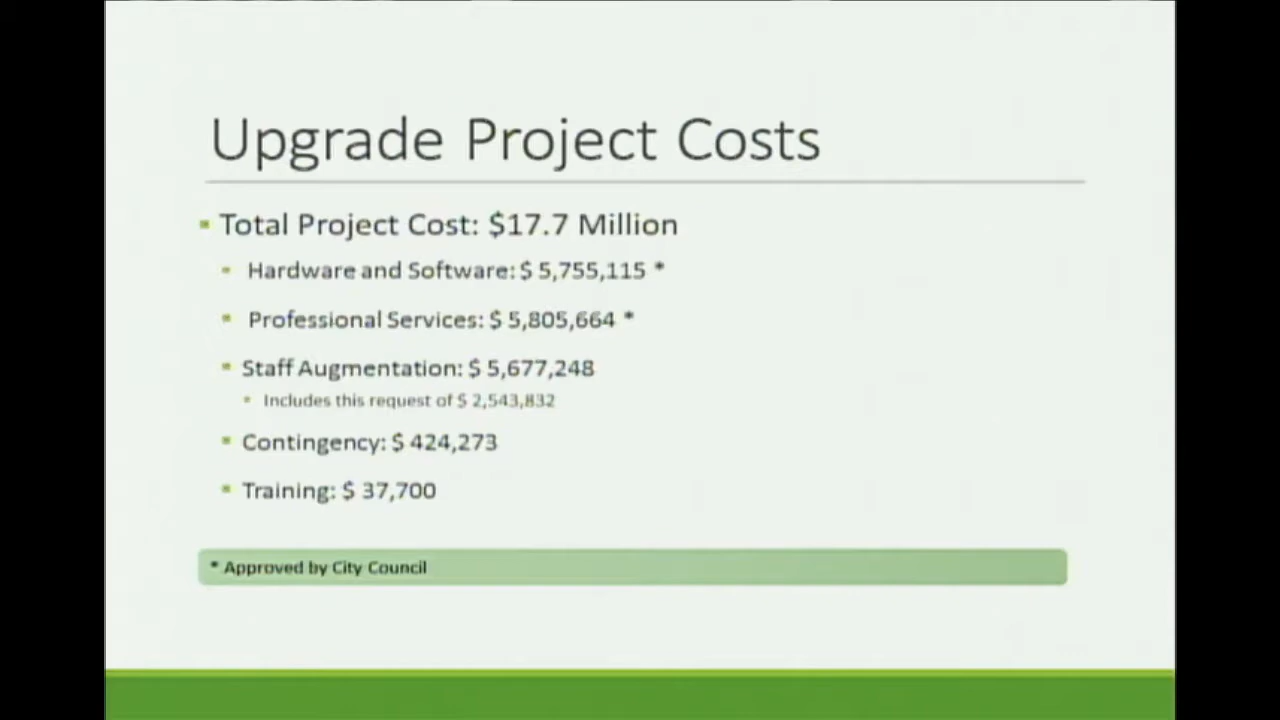 Upgrade Project Costs
Total Project Cost: $17.7 Million
Hardware and Software: $ 5,755,115 *
Professional Services: $ 5,805,664 *
Staff Augmentation: $ 5,677,248
Includes this request of $ 2,543,832
Contingency: $ 424,273
Training: $ 37,700
* Approved by City Council